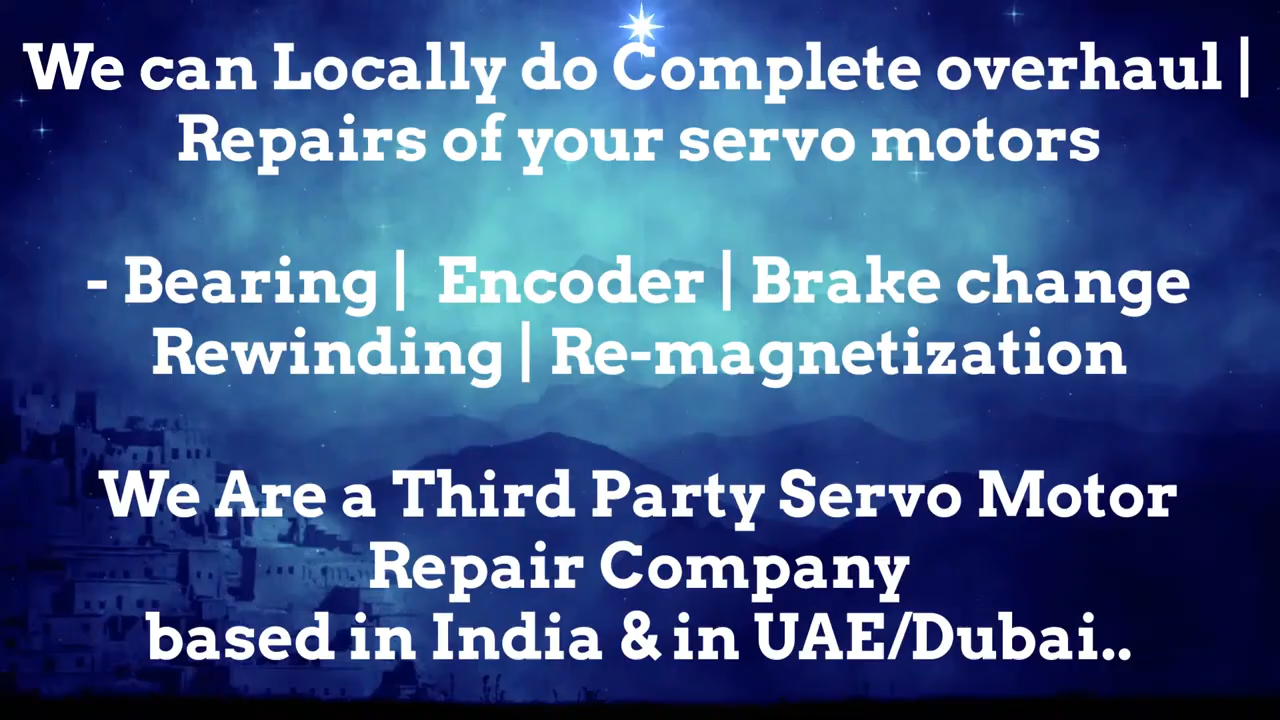 We can Locally do Complete overhaul |
Repairs of your servo motors
- Bearing |  Encoder | Brake change
Rewinding | Re-magnetization
We Are a Third Party Servo Motor
Repair Company
based in India & in UAE/Dubai..